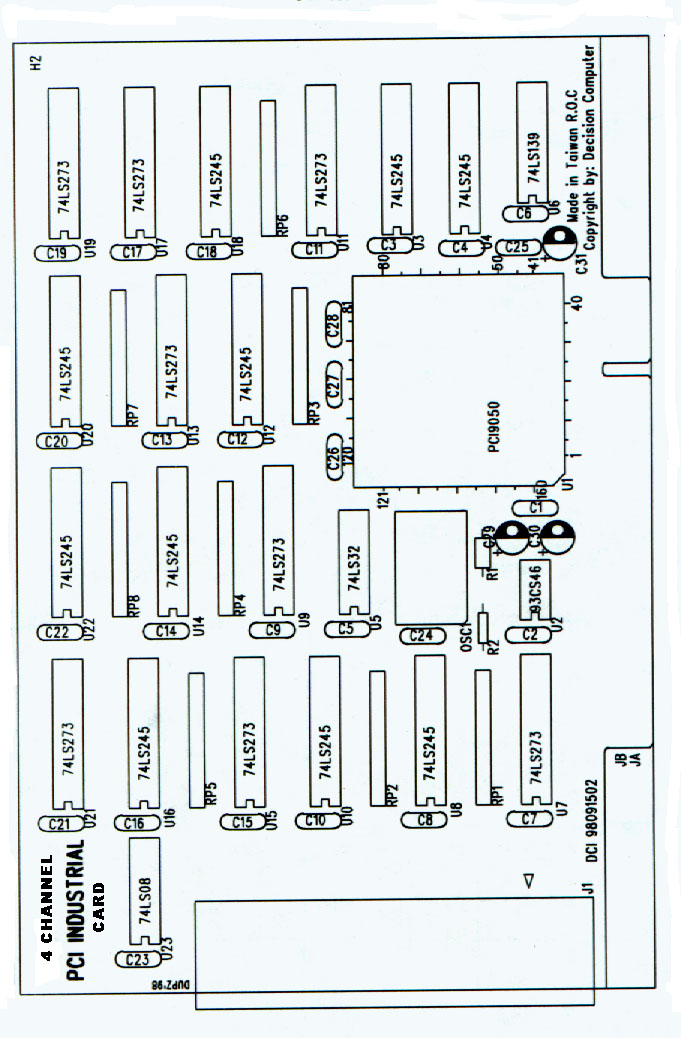 4 CHANNEL
PCI INDUSTRIAL
CARD
H2
74LS273
C19
U19
74LS273
C17
U17
74LS245
C18
U18
RP6
74LS273
C11
U11
74LS245
C3
U3
74LS245
C4
U4
74LS139
C6
U6
C25
C31
Made in Taiwan R.O.C
Copyright by: Decision Computer
74LS245
C20
U20
RP7
74LS273
C13
U13
74LS245
C12
U12
RP3
C28
C27
C26
80
50
41
81
40
120
121
1
160
PCI9050
U1
C1
74LS245
C22
U22
RP8
74LS245
C14
U14
RP4
74LS273
C9
U9
74LS32
C5
U5
C24
OSC1
R1
R2
C29
C30
93CS46
C2
U2
74LS273
C21
U21
74LS245
C16
U16
RP5
74LS273
C15
U15
74LS245
C10
U10
RP2
74LS245
C8
U8
RP1
74LS273
C7
U7
JB
JA
DCI 98091502
74LS08
C23
U23
DUPZ'98
J1